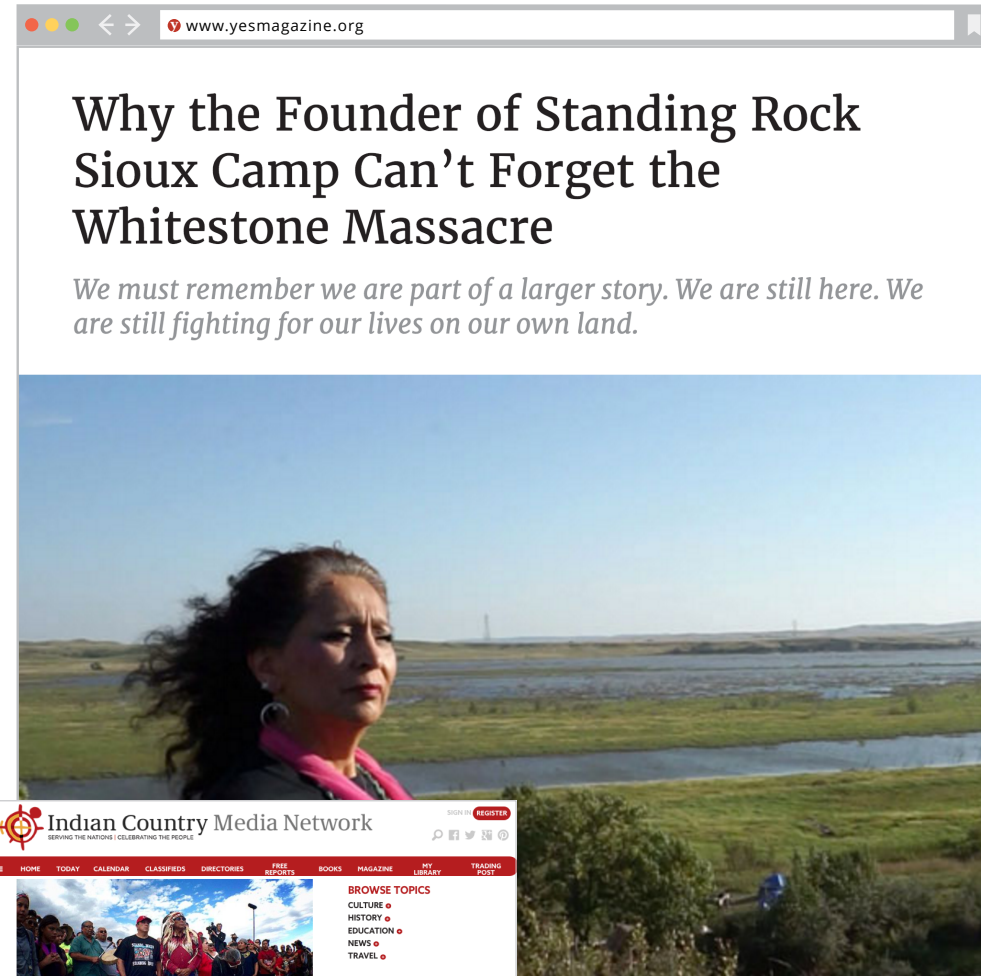 www.yesmagazine.org
Why the Founder of Standing Rock
Sioux Camp Can’t Forget the
Whitestone Massacre
We must remember we are part of a larger story. We are still here. We
are still fighting for our lives on our own land.
Indian Country Media Network
SERVING THE NATIONS | CELEBRATING THE PEOPLE
SIGN IN REGISTER
HOME TODAY CALENDAR CLASSIFIEDS DIRECTORIES FREE REPORTS BOOKS MAGAZINE MY LIBRARY TRADING POST
BROWSE TOPICS
CULTURE
HISTORY
EDUCATION
NEWS
TRAVEL